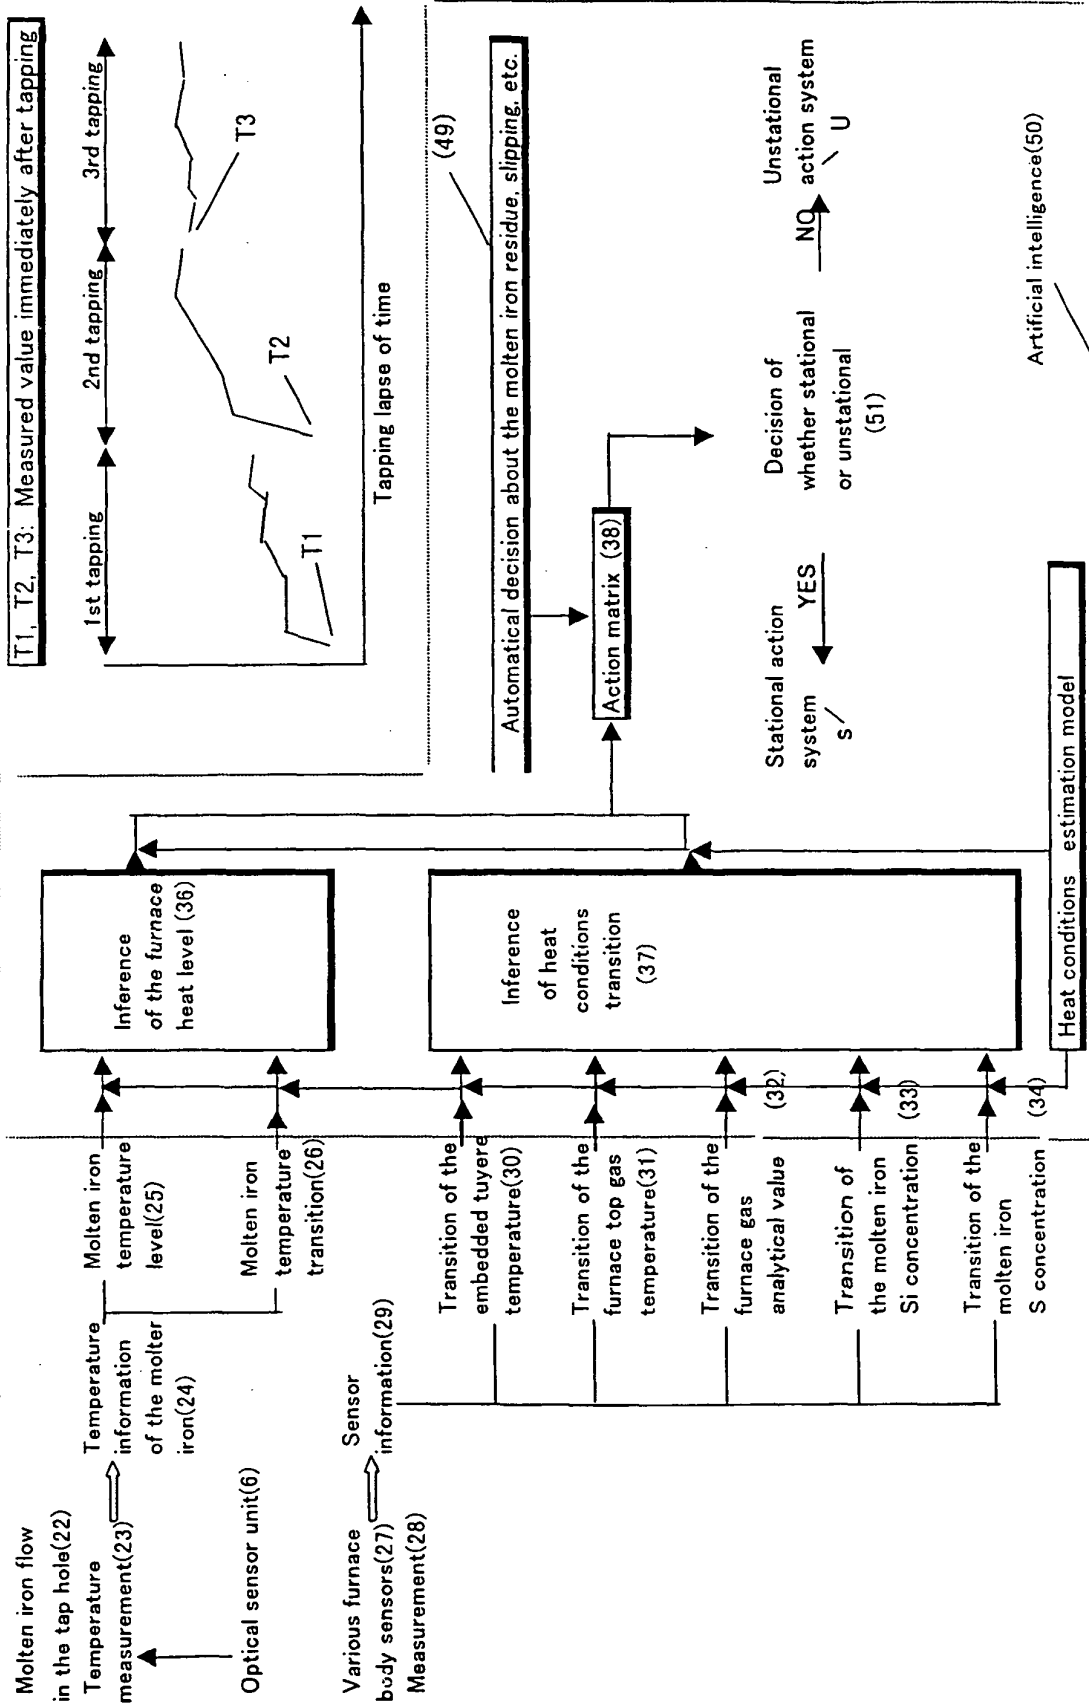 Molten iron flow
in the tap hole(22)
Temperature
measurement(23)
Optical sensor unit(6)
Temperature
information
of the molter
iron(24)
Molten iron
temperature
level(25)
Molten iron
temperature
transition(26)
Inference
of the furnace
heat level (36)
Various furnace
body sensors(27)
Measurement(28)
Sensor
information(29)
Transition of the
embedded tuyere
temperature(30)
Transition of the
furnace top gas
temperature(31)
Transition of the
furnace gas
analytical value
(32)
Transition of
the molten iron
Si concentration
(33)
Transition of the
molten iron
S concentration
(34)
Inference
of heat
conditions
transition
(37)
Heat conditions estimation model
T1, T2, T3: Measured value immediately after tapping
1st tapping
2nd tapping
3rd tapping
T1
T2
T3
Tapping lapse of time
(49)
Automatical decision about the molten iron residue, slipping, etc.
Action matrix (38)
Stational action
system
S
YES
Decision of
whether stational
or unstational
(51)
NO
Unstational
action system
U
Artificial intelligence(50)